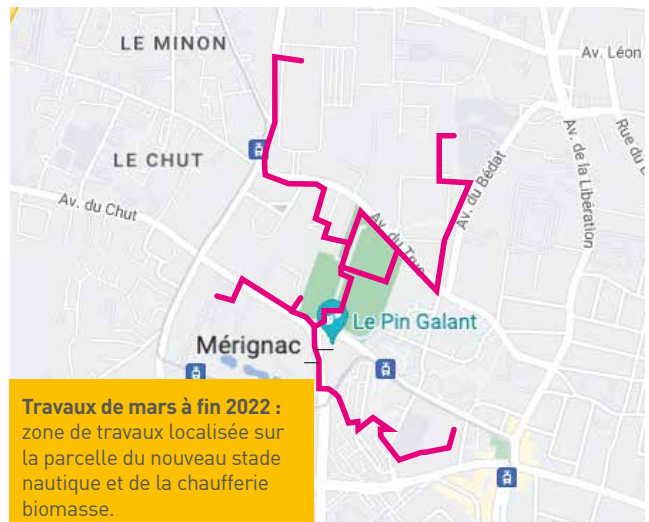 LE MINON
Av. Léon
LE CHUT
Av. du Chut
Av. du Bédat
Av. de la Libération
Rue du
Av. du Truc
Le Pin Galant
Mérignac
Travaux de mars à fin 2022 :
zone de travaux localisée sur
la parcelle du nouveau stade
nautique et de la chaufferie
biomasse.